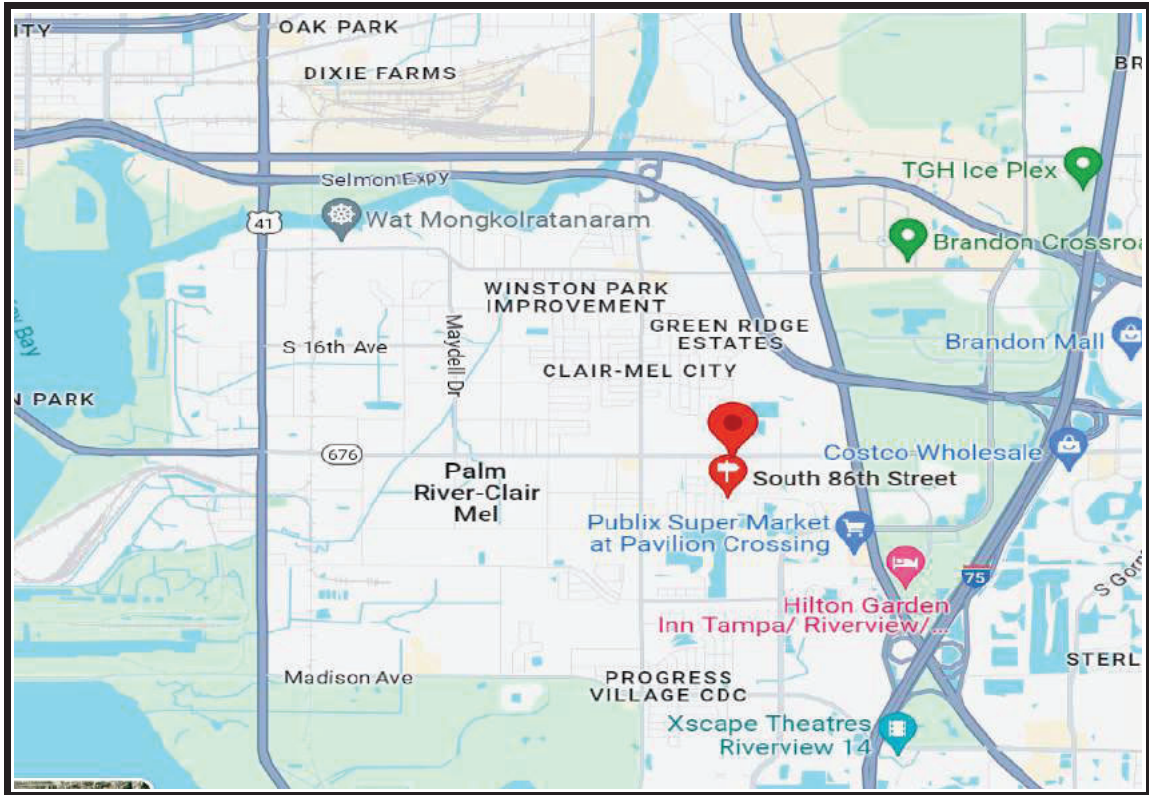 ITY
OAK PARK
DIXIE FARMS
BR
TGH Ice Plex
Selmon Expy
41
Wat Mongkolratanaram
Brandon Crossroa
WINSTON PARK
IMPROVEMENT
GREEN RIDGE
ESTATES
Bay
Maydell Dr
S 16th Ave
Brandon Mall
CLAIR-MEL CITY
N PARK
676
Costco Wholesale
Palm
River-Clair
Mel
South 86th Street
Publix Super Market
at Pavilion Crossing
75
S Gorn
Hilton Garden
Inn Tampa/ Riverview/...
STERL
Madison Ave
PROGRESS
VILLAGE CDC
Xscape Theatres
Riverview 14